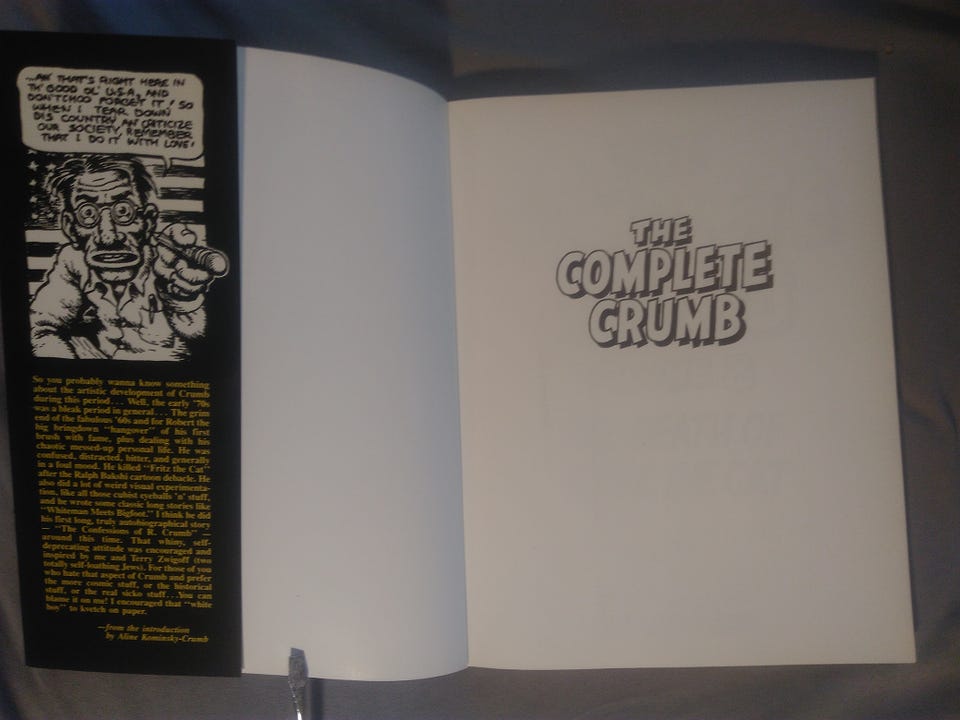 ...AN' THAT'S RIGHT HERE IN
TH' GOOD OL' U.S.A, AND
DON'TCHOO FORGET IT! SO
WHEN I TEAR DOWN
DIS COUNTRY, AN' CRITICIZE
OUR SOCIETY, REMEMBER
THAT I DO IT WITH LOVE!
So you probably wanna know something
about the artistic development of Crumb
during this period... Well, the early '70s
was a bleak period in general... The grim
end of the fabulous '60s and for Robert the
big bringdown "hangover" of his first
brush with fame, plus dealing with his
chaotic messed-up personal life. He was
confused, distracted, bitter, and generally
in a foul mood. He killed "Fritz the Cat"
after the Ralph Bakshi cartoon debacle. He
also did a lot of weird visual experimenta-
tion, like all those cubist eyeballs 'n' stuff,
and he wrote some classic long stories like
"Whiteman Meets Bigfoot." I think he did
his first long, truly autobiographical story
— "The Confessions of R. Crumb" —
around this time. That whiny, self-
deprecating attitude was encouraged and
inspired by me and Terry Zwigoff (two
totally self-loathing Jews). For those of you
who hate that aspect of Crumb and prefer
the more cosmic stuff, or the historical
stuff, or the real sicko stuff...You can
blame it on me! I encouraged that "white
boy" to kvetch on paper.
—from the introduction
by Aline Kominsky-Crumb
THE
COMPLETE
CRUMB